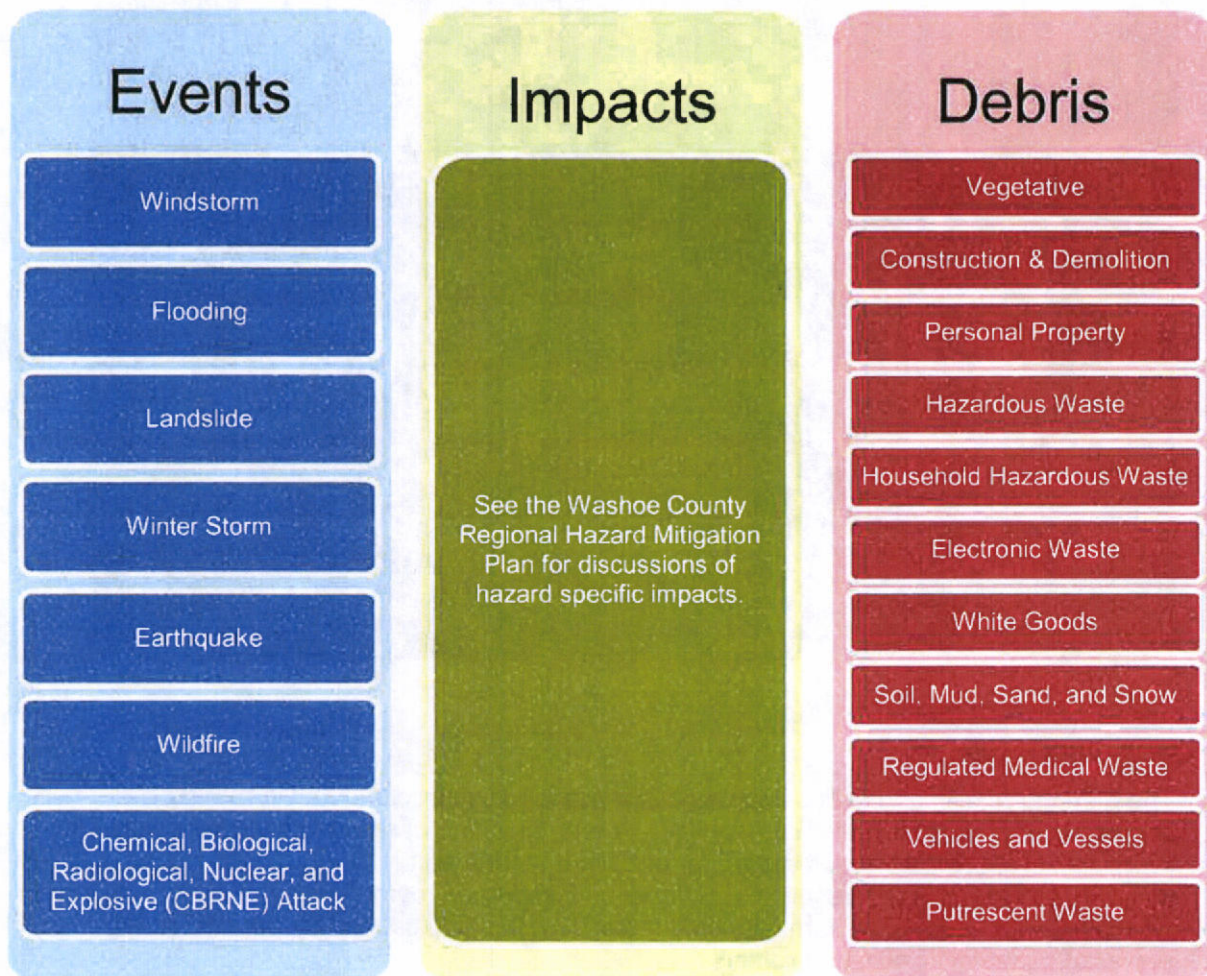 Events
Windstorm
Flooding
Landslide
Winter Storm
Earthquake
Wildfire
Chemical, Biological,
Radiological, Nuclear, and
Explosive (CBRNE) Attack
Impacts
See the Washoe County
Regional Hazard Mitigation
Plan for discussions of
hazard specific impacts.
Debris
Vegetative
Construction & Demolition
Personal Property
Hazardous Waste
Household Hazardous Waste
Electronic Waste
White Goods
Soil, Mud, Sand, and Snow
Regulated Medical Waste
Vehicles and Vessels
Putrescent Waste